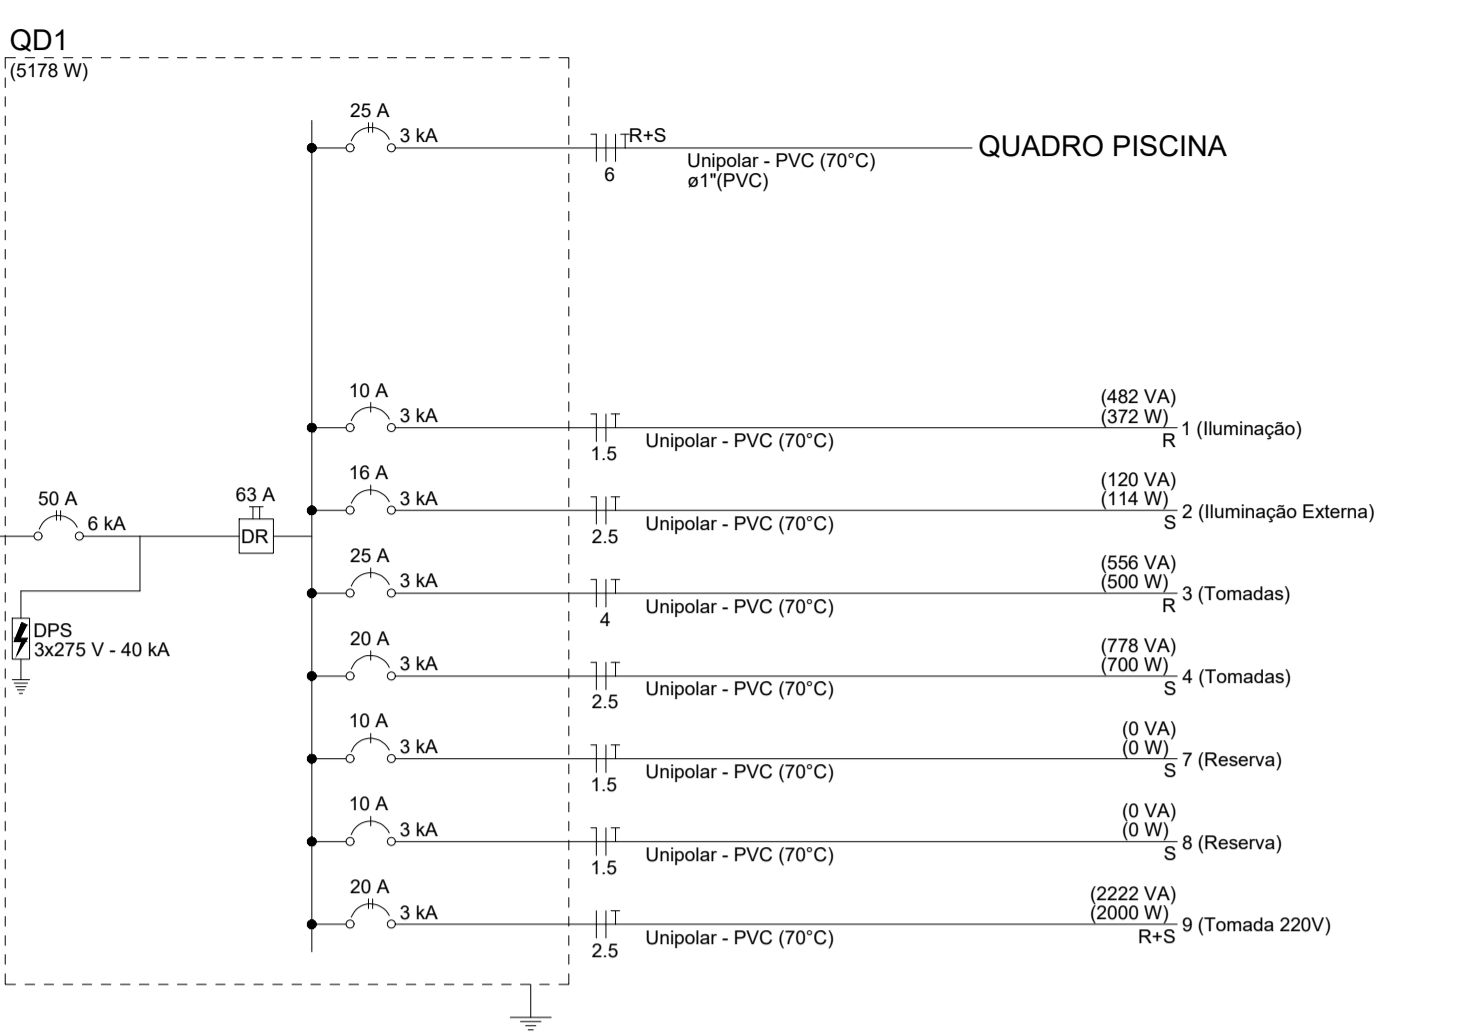 QD1
(5178 W)
25 A
3 kA
R+S
QUADRO PISCINA
Unipolar - PVC (70°C)
6
ø1"(PVC)
10 A
3 kA
(482 VA)
(372 W)
1 (Iluminação)
R
Unipolar - PVC (70°C)
1.5
16 A
3 kA
(120 VA)
(114 W)
2 (Iluminação Externa)
S
Unipolar - PVC (70°C)
2.5
50 A
6 kA
63 A
DR
25 A
3 kA
(556 VA)
(500 W)
3 (Tomadas)
R
Unipolar - PVC (70°C)
4
DPS
3x275 V - 40 kA
20 A
3 kA
(778 VA)
(700 W)
4 (Tomadas)
S
Unipolar - PVC (70°C)
2.5
10 A
3 kA
(0 VA)
(0 W)
7 (Reserva)
S
Unipolar - PVC (70°C)
1.5
10 A
3 kA
(0 VA)
(0 W)
8 (Reserva)
S
Unipolar - PVC (70°C)
1.5
20 A
3 kA
(2222 VA)
(2000 W)
9 (Tomada 220V)
R+S
Unipolar - PVC (70°C)
2.5